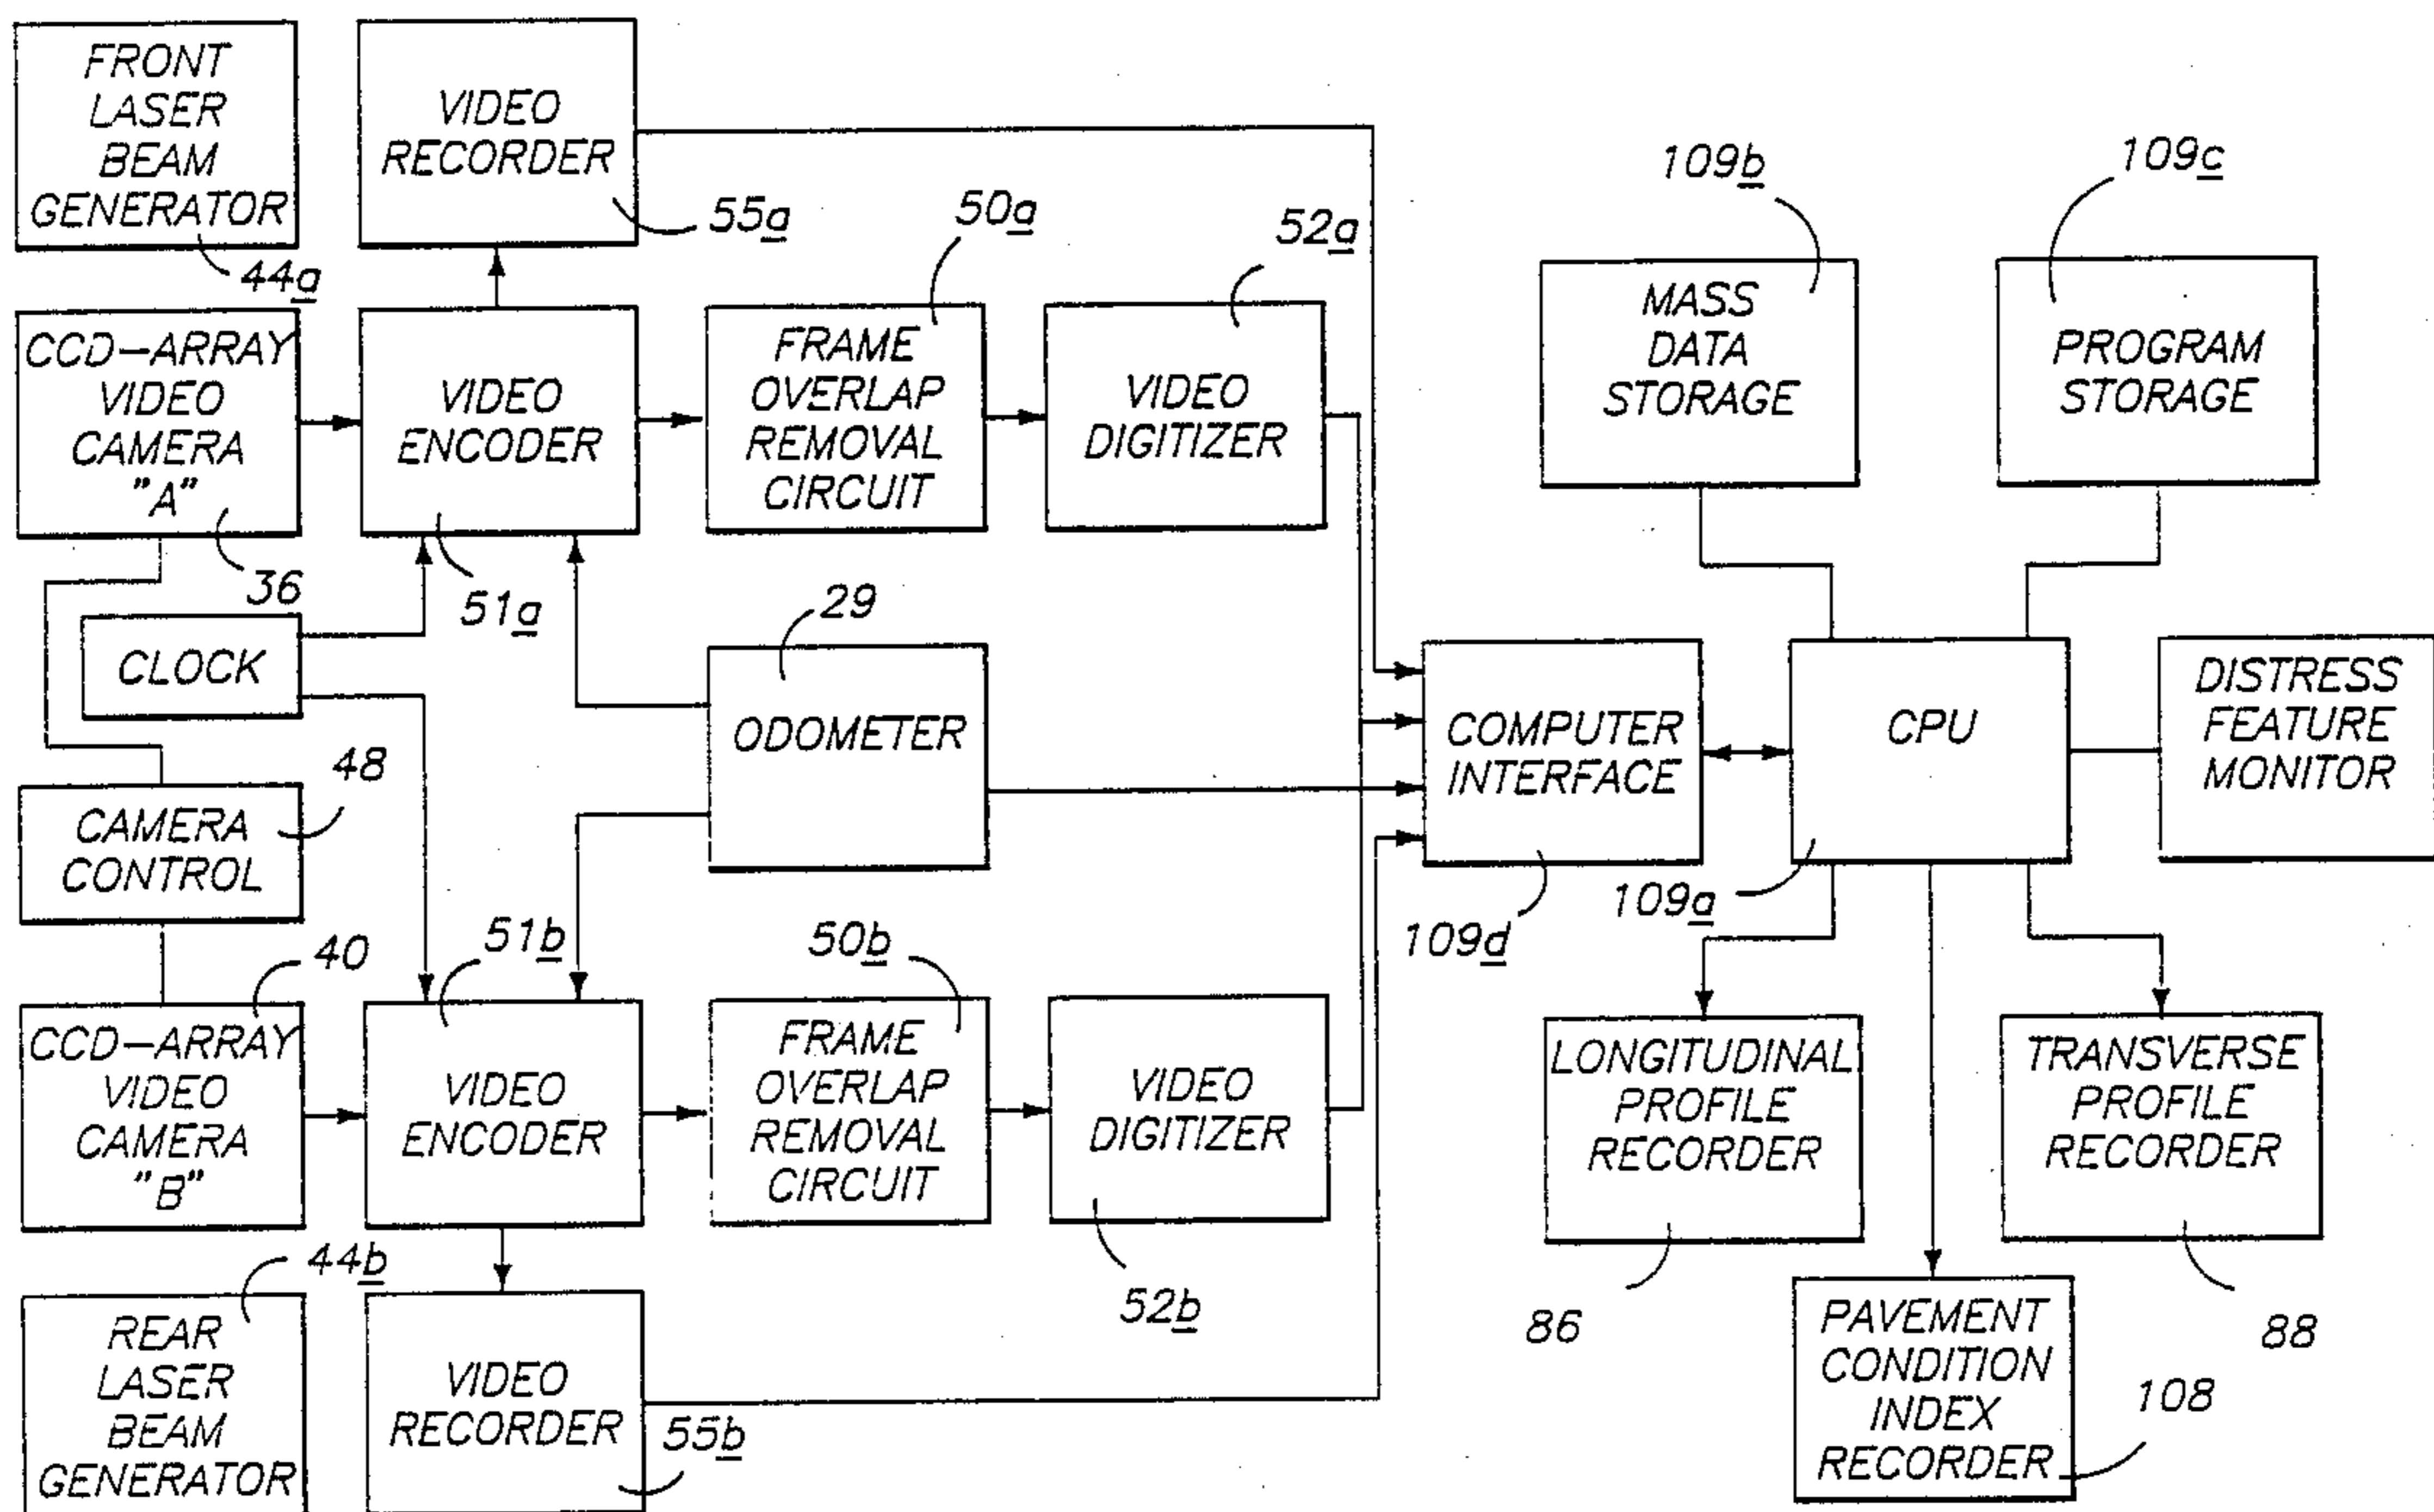 FRONT
LASER
BEAM
GENERATOR
44a
VIDEO
RECORDER
55a
50a
52a
109b
109c
CCD-ARRAY
VIDEO
CAMERA
"A"
36
VIDEO
ENCODER
51a
FRAME
OVERLAP
REMOVAL
CIRCUIT
VIDEO
DIGITIZER
MASS
DATA
STORAGE
PROGRAM
STORAGE
CLOCK
29
ODOMETER
COMPUTER
INTERFACE
109d
CPU
109a
DISTRESS
FEATURE
MONITOR
48
CAMERA
CONTROL
40
51b
50b
CCD-ARRAY
VIDEO
CAMERA
"B"
VIDEO
ENCODER
FRAME
OVERLAP
REMOVAL
CIRCUIT
VIDEO
DIGITIZER
52b
LONGITUDINAL
PROFILE
RECORDER
86
TRANSVERSE
PROFILE
RECORDER
88
44b
REAR
LASER
BEAM
GENERATOR
VIDEO
RECORDER
55b
PAVEMENT
CONDITION
INDEX
RECORDER
108